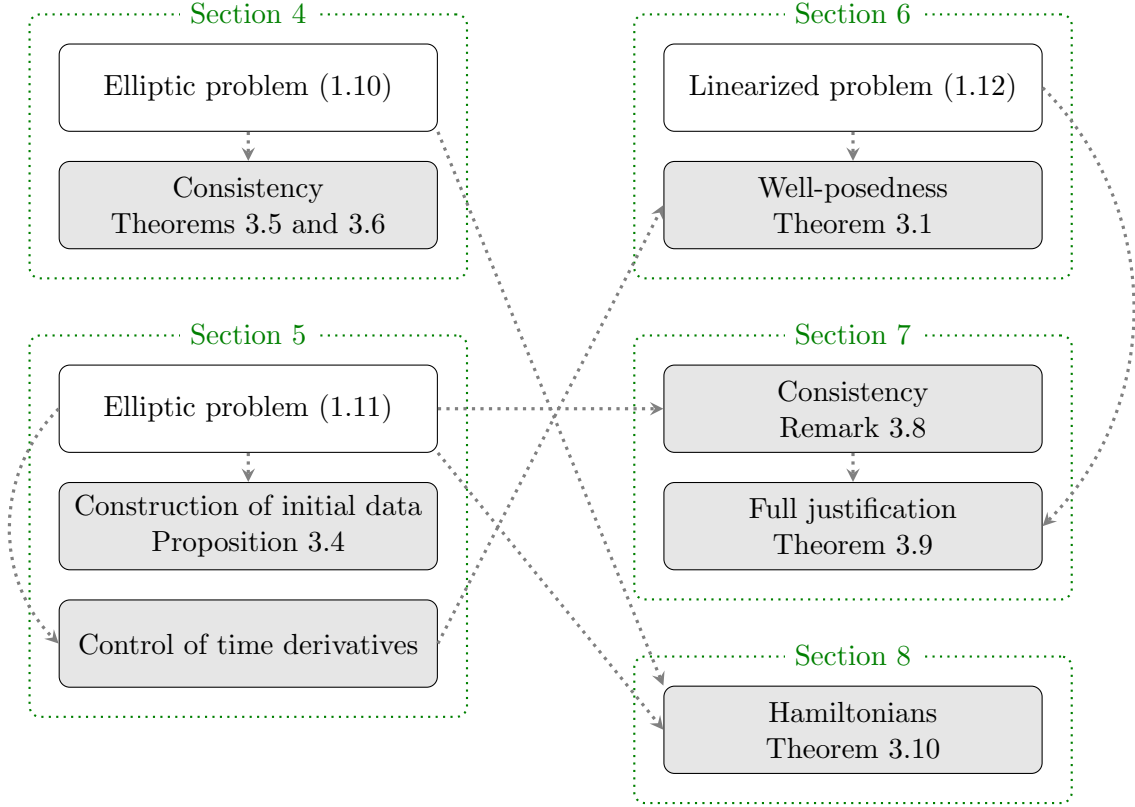 Section 4
Elliptic problem (1.10)
Consistency
Theorems 3.5 and 3.6
Section 5
Elliptic problem (1.11)
Construction of initial data
Proposition 3.4
Control of time derivatives
Section 6
Linearized problem (1.12)
Well-posedness
Theorem 3.1
Section 7
Consistency
Remark 3.8
Full justification
Theorem 3.9
Section 8
Hamiltonians
Theorem 3.10